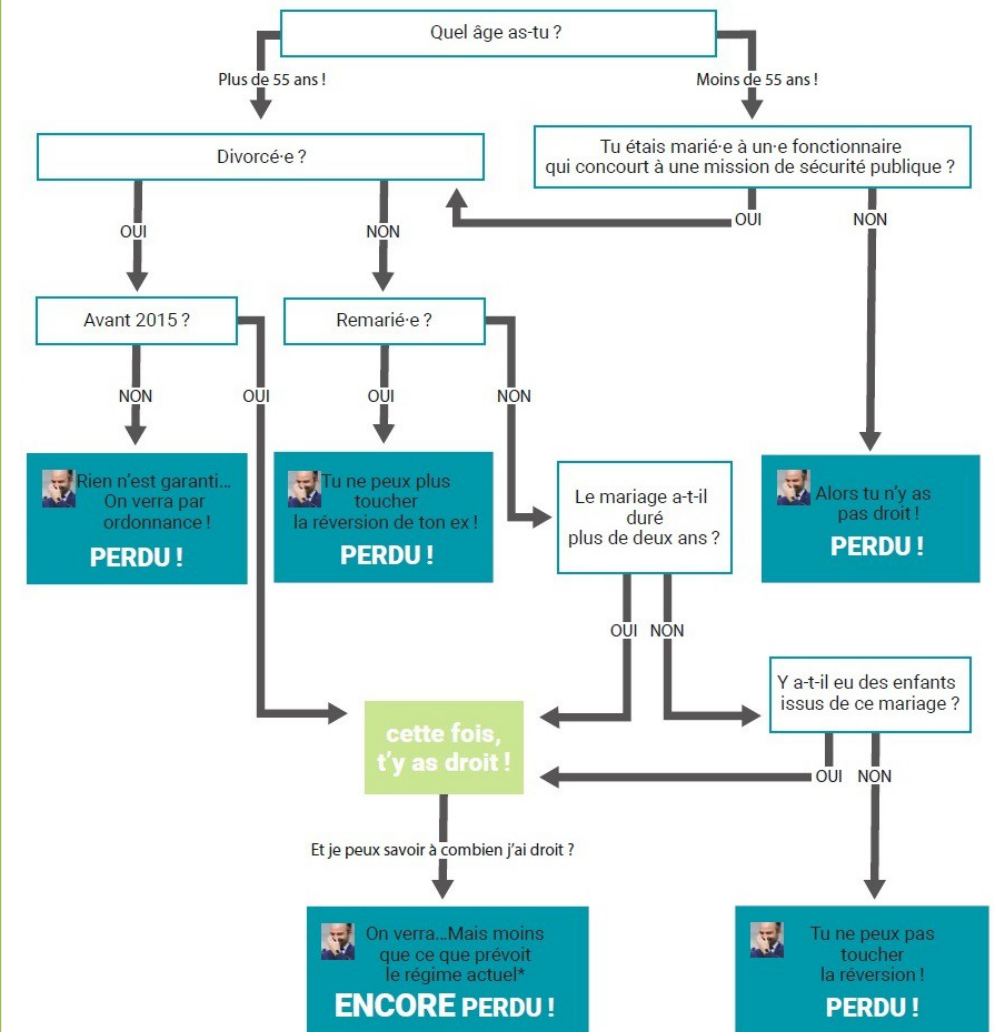 Quel âge as-tu ?
Plus de 55 ans !
Moins de 55 ans !
Divorcé·e ?
Tu étais marié·e à un·e fonctionnaire
qui concourt à une mission de sécurité publique ?
OUI
NON
OUI
NON
Avant 2015 ?
Remarié·e ?
NON
OUI
OUI
NON
Rien n'est garanti...
On verra par
ordonnance !
PERDU !
Tu ne peux plus
toucher
la réversion de ton ex !
PERDU !
Le mariage a-t-il
duré
plus de deux ans ?
Alors tu n'y as
pas droit !
PERDU !
OUI
NON
Y a-t-il eu des enfants
issus de ce mariage ?
cette fois,
t'y as droit !
OUI
NON
Et je peux savoir à combien j'ai droit ?
On verra...Mais moins
que ce que prévoit
le régime actuel*
ENCORE PERDU !
Tu ne peux pas
toucher
la réversion !
PERDU !